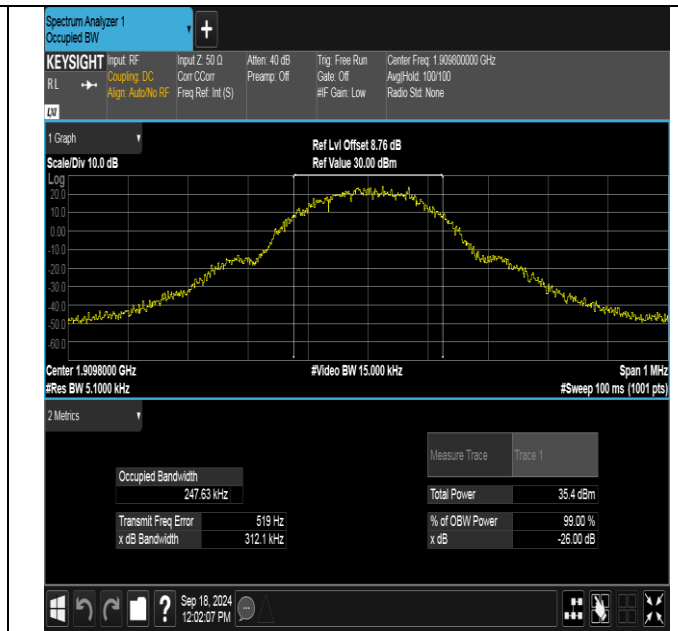 Spectrum Analyzer 1
Occupied BW
+
KEYSIGHT Input: RF Input Z: 50 Ω Atten: 40 dB Trig: Free Run Center Freq: 1.909800000 GHz
RL Coupling: DC Corr CCorr Preamp: Off Gate: Off Avg|Hold: 100/100
Align: Auto/No RF Freq Ref: Int (S) #IF Gain: Low Radio Std: None
LXI
1 Graph
Ref Lvl Offset 8.76 dB
Scale/Div 10.0 dB Ref Value 30.00 dBm
Log
20.0
10.0
0.00
-10.0
-20.0
-30.0
-40.0
-50.0
-60.0
Center 1.9098000 GHz #Video BW 15.000 kHz Span 1 MHz
#Res BW 5.1000 kHz #Sweep 100 ms (1001 pts)
2 Metrics
Measure Trace Trace 1
Occupied Bandwidth
247.63 kHz Total Power 35.4 dBm
Transmit Freq Error 519 Hz % of OBW Power 99.00 %
x dB Bandwidth 312.1 kHz x dB -26.00 dB
? Sep 18, 2024
12:02:07 PM